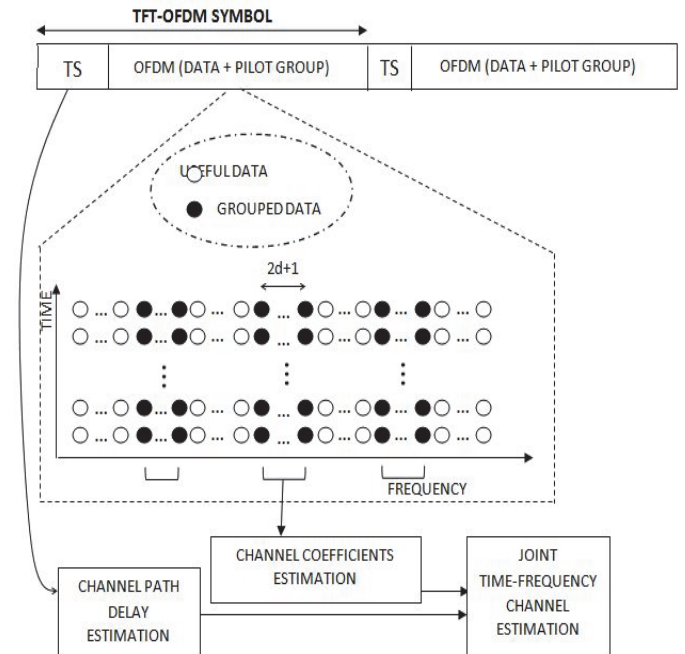 TFT-OFDM SYMBOL
TS
OFDM (DATA + PILOT GROUP)
TS
OFDM (DATA + PILOT GROUP)
USEFUL DATA
GROUPED DATA
2d+1
TIME
... ... ... ... ... ... ...
... ... ... ... ... ... ...
⋮ ⋮ ⋮
... ... ... ... ... ... ...
... ... ... ... ... ... ...
FREQUENCY
CHANNEL COEFFICIENTS
ESTIMATION
CHANNEL PATH
DELAY
ESTIMATION
JOINT
TIME-FREQUENCY
CHANNEL
ESTIMATION